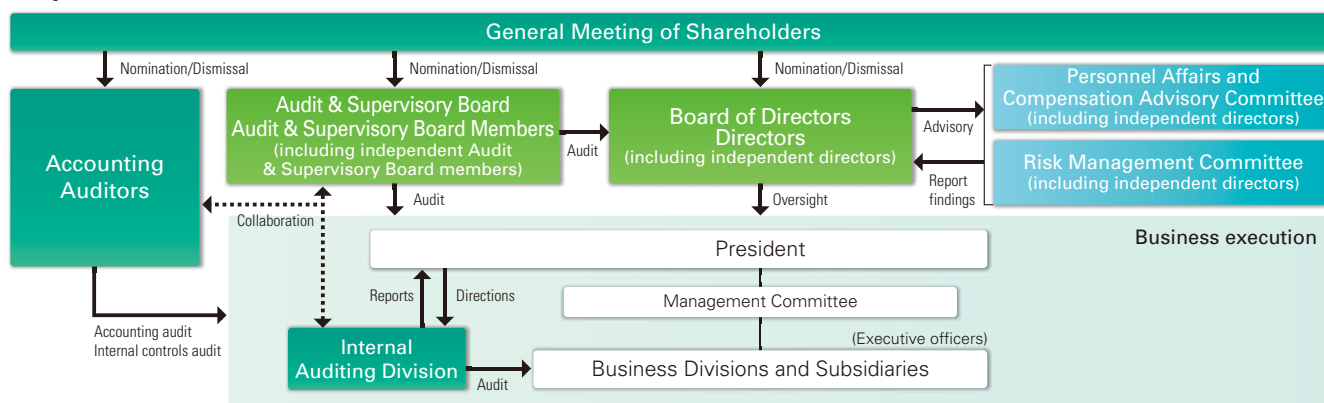 General Meeting of Shareholders
Nomination/Dismissal
Nomination/Dismissal
Nomination/Dismissal
Accounting
Auditors
Audit & Supervisory Board
Audit & Supervisory Board Members
(including independent Audit
& Supervisory Board members)
Audit
Board of Directors
Directors
(including independent directors)
Advisory
Report
findings
Personnel Affairs and
Compensation Advisory Committee
(including independent directors)
Risk Management Committee
(including independent directors)
Collaboration
Audit
Oversight
Business execution
President
Reports
Directions
Management Committee
Accounting audit
Internal controls audit
Internal
Auditing Division
Audit
(Executive officers)
Business Divisions and Subsidiaries